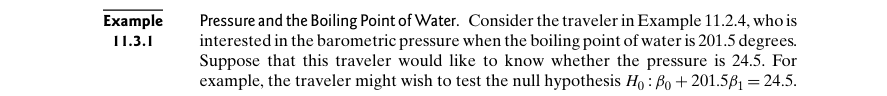 Example Pressure and the Boiling Point of Water. Consider the traveler in Example 11.2.4, who is
11.3.1 interested in the barometric pressure when the boiling point of water is 201.5 degrees.
Suppose that this traveler would like to know whether the pressure is 24.5. For
example, the traveler might wish to test the null hypothesis H₀ : β₀ + 201.5β₁ = 24.5.